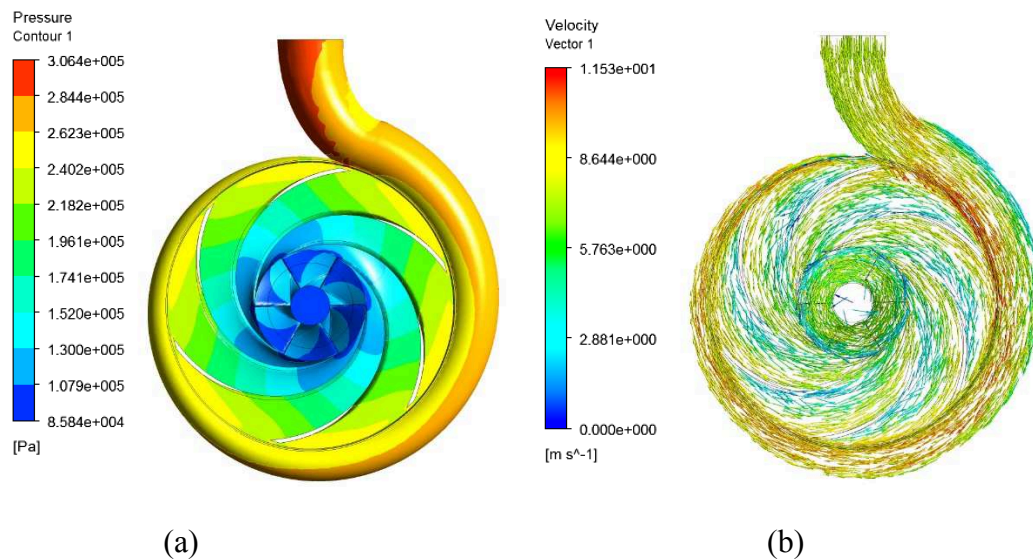 Pressure
Contour 1
3.064e+005
2.844e+005
2.623e+005
2.402e+005
2.182e+005
1.961e+005
1.741e+005
1.520e+005
1.300e+005
1.079e+005
8.584e+004
[Pa]
(a)
Velocity
Vector 1
1.153e+001
8.644e+000
5.763e+000
2.881e+000
0.000e+000
[m s^-1]
(b)